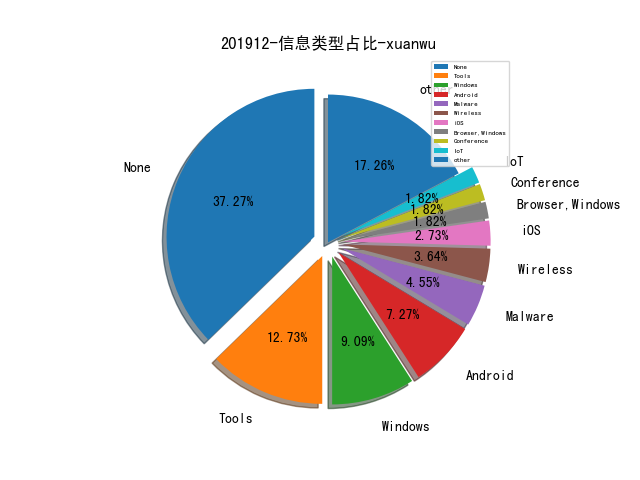 201912-信息类型占比-xuanwu
None
Tools
Windows
Android
Malware
Wireless
iOS
Browser,Windows
Conference
IoT
other
other
17.26%
None
37.27%
IoT
1.82%
Conference
1.82%
Browser,Windows
1.82%
iOS
2.73%
Wireless
3.64%
Malware
4.55%
Android
7.27%
Windows
9.09%
Tools
12.73%